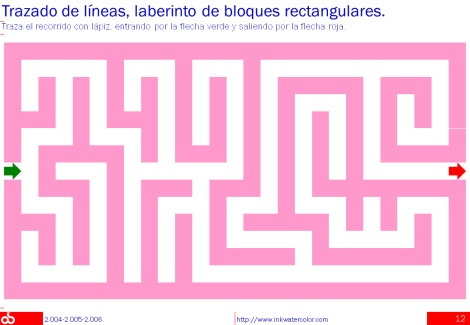 Trazado de líneas, laberinto de bloques rectangulares.
Traza el recorrido con lápiz, entrando por la flecha verde y saliendo por la flecha roja.
2.004-2.005-2.006
http://www.inkwatercolor.com
12